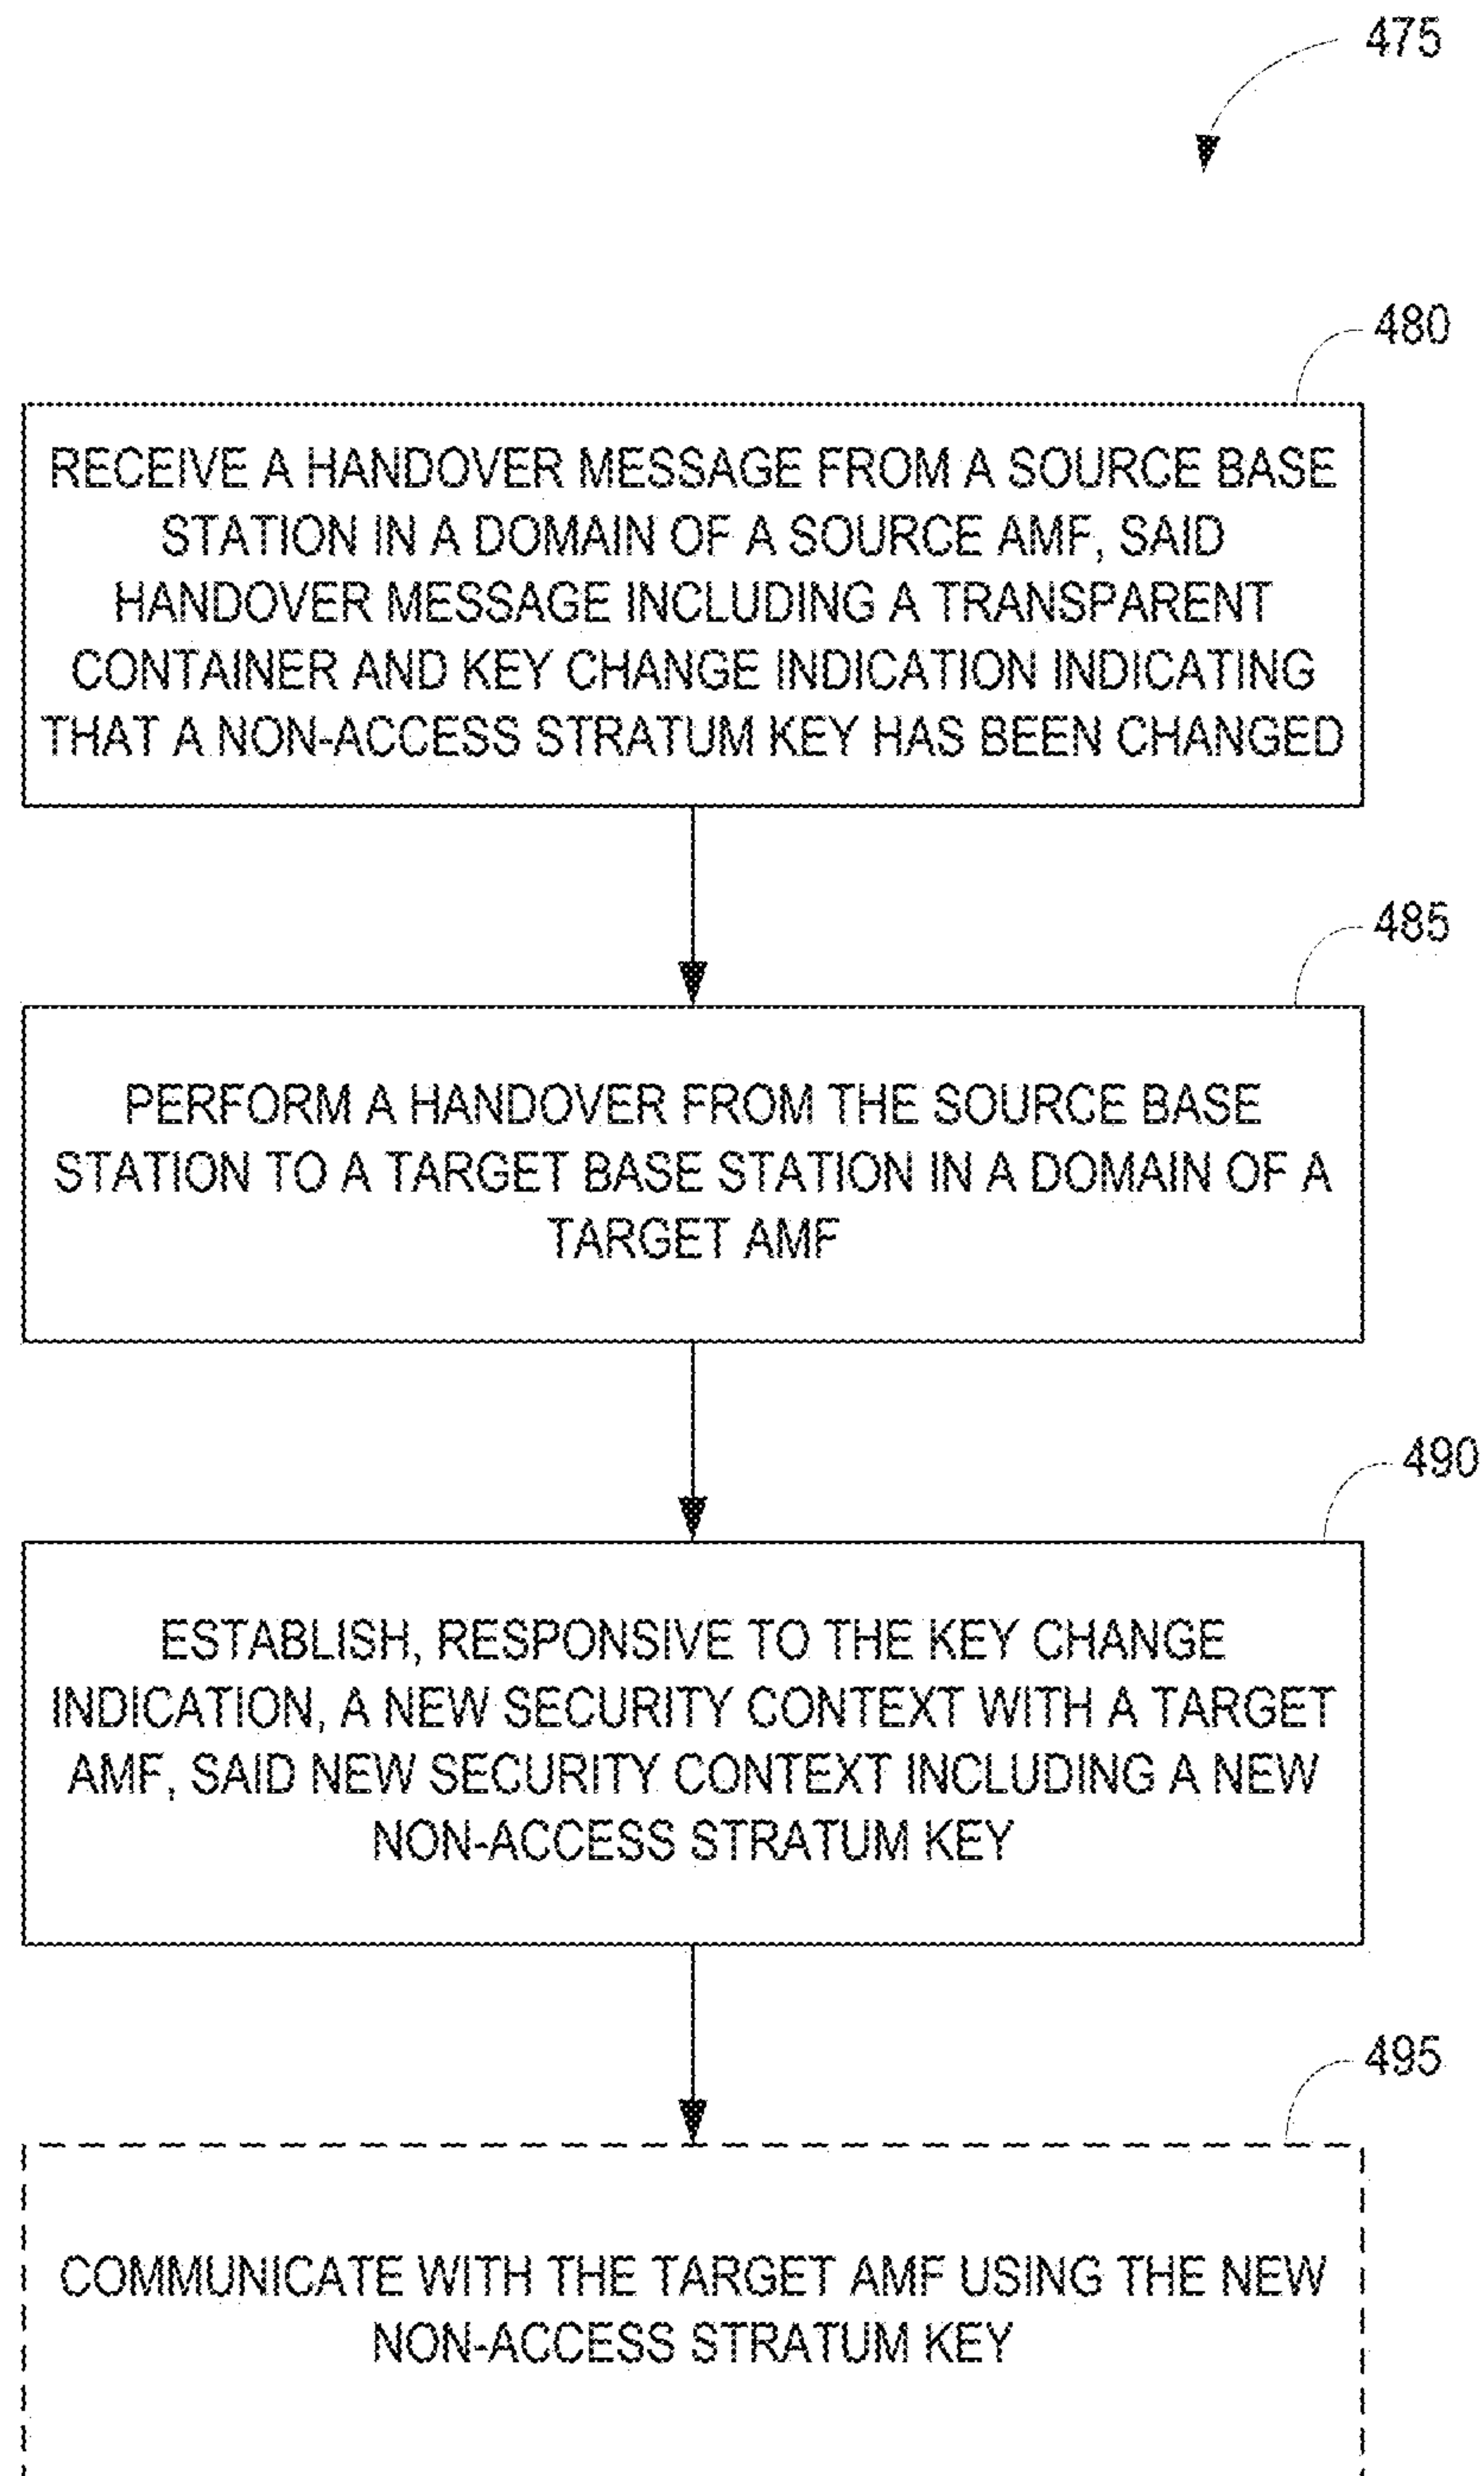 475
480
RECEIVE A HANDOVER MESSAGE FROM A SOURCE BASE
STATION IN A DOMAIN OF A SOURCE AMF, SAID
HANDOVER MESSAGE INCLUDING A TRANSPARENT
CONTAINER AND KEY CHANGE INDICATION INDICATING
THAT A NON-ACCESS STRATUM KEY HAS BEEN CHANGED
485
PERFORM A HANDOVER FROM THE SOURCE BASE
STATION TO A TARGET BASE STATION IN A DOMAIN OF A
TARGET AMF
490
ESTABLISH, RESPONSIVE TO THE KEY CHANGE
INDICATION, A NEW SECURITY CONTEXT WITH A TARGET
AMF, SAID NEW SECURITY CONTEXT INCLUDING A NEW
NON-ACCESS STRATUM KEY
495
COMMUNICATE WITH THE TARGET AMF USING THE NEW
NON-ACCESS STRATUM KEY